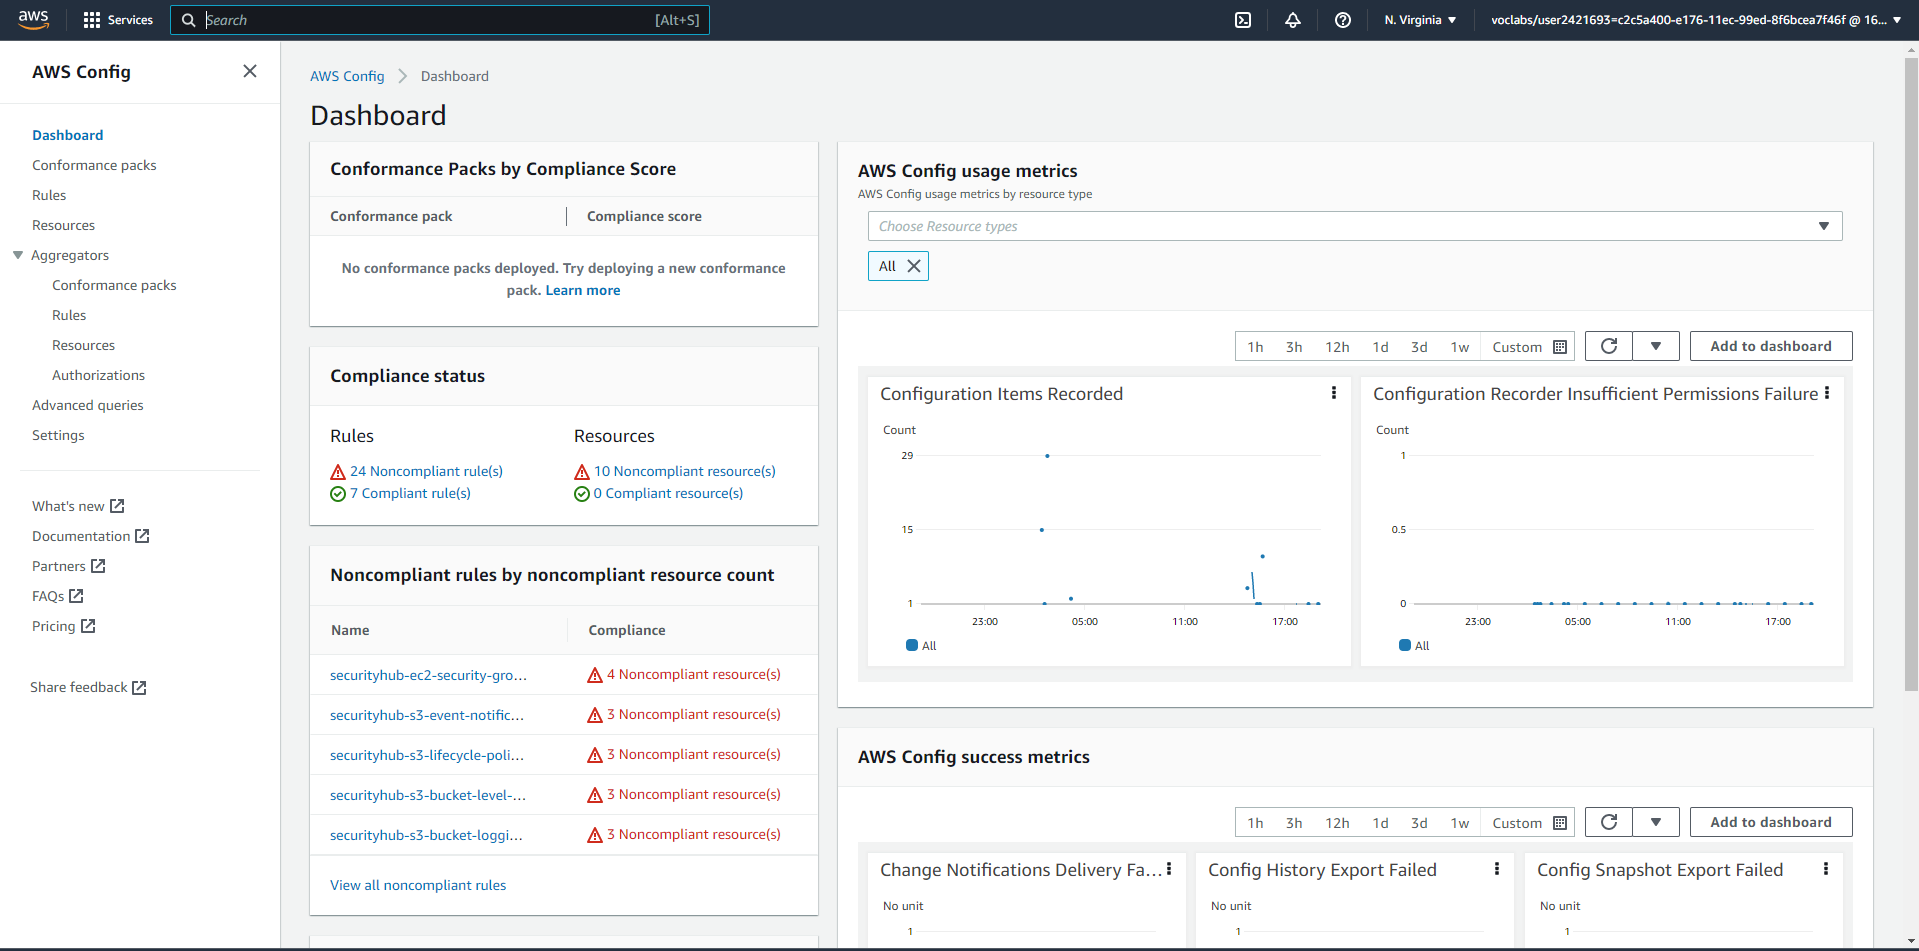 aws
Services
Search
[Alt+S]
N. Virginia
voclabs/user2421693=c2c5a400-e176-11ec-99ed-8f6bcea7f46f @ 16...
AWS Config
Dashboard
Conformance packs
Rules
Resources
Aggregators
Conformance packs
Rules
Resources
Authorizations
Advanced queries
Settings
What's new
Documentation
Partners
FAQs
Pricing
Share feedback
AWS Config
Dashboard
Dashboard
Conformance Packs by Compliance Score
Conformance pack
Compliance score
No conformance packs deployed. Try deploying a new conformance
pack. Learn more
Compliance status
Rules
24 Noncompliant rule(s)
7 Compliant rule(s)
Resources
10 Noncompliant resource(s)
0 Compliant resource(s)
Noncompliant rules by noncompliant resource count
Name
Compliance
securityhub-ec2-security-gro...
4 Noncompliant resource(s)
securityhub-s3-event-notific...
3 Noncompliant resource(s)
securityhub-s3-lifecycle-poli...
3 Noncompliant resource(s)
securityhub-s3-bucket-level-...
3 Noncompliant resource(s)
securityhub-s3-bucket-loggi...
3 Noncompliant resource(s)
View all noncompliant rules
AWS Config usage metrics
AWS Config usage metrics by resource type
Choose Resource types
All
1h 3h 12h 1d 3d 1w Custom
Add to dashboard
Configuration Items Recorded
Count
29
15
1
23:00 05:00 11:00 17:00
All
Configuration Recorder Insufficient Permissions Failure
Count
1
0.5
0
23:00 05:00 11:00 17:00
All
AWS Config success metrics
1h 3h 12h 1d 3d 1w Custom
Add to dashboard
Change Notifications Delivery Fa...
No unit
1
Config History Export Failed
No unit
1
Config Snapshot Export Failed
No unit
1